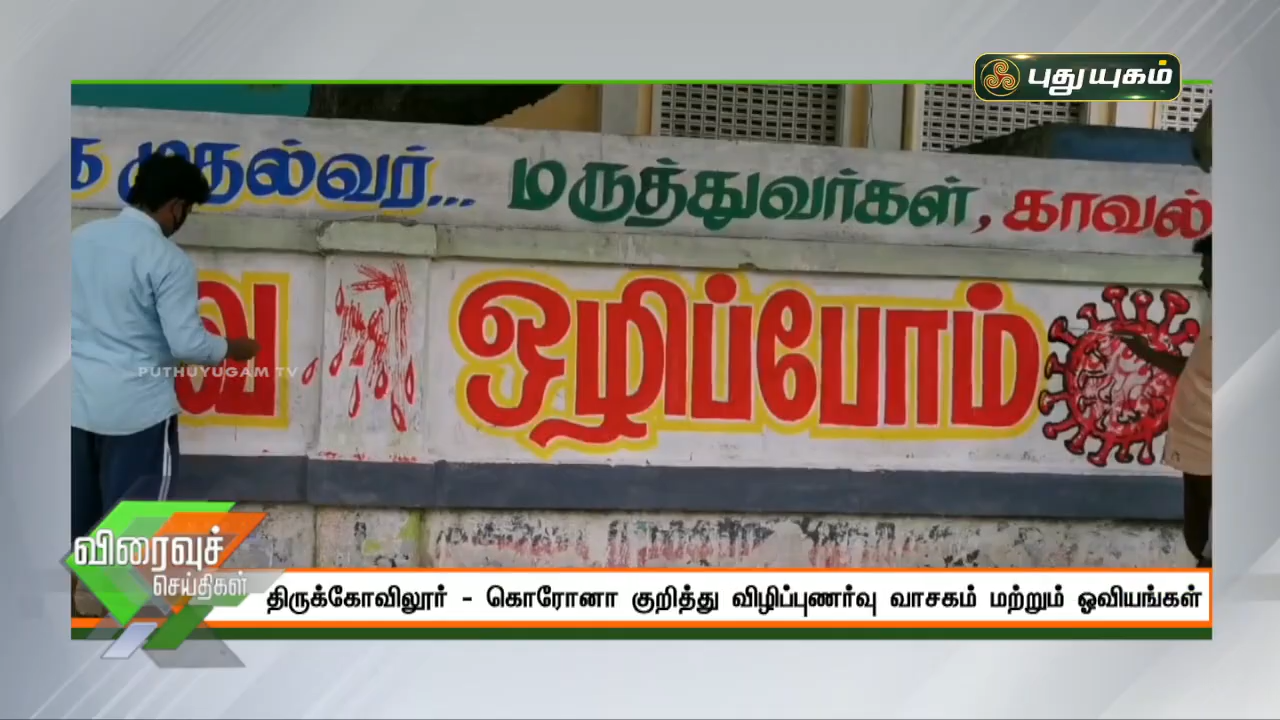 புதுயுகம்
முதல்வர்... மருத்துவர்கள், காவல்
வை ஒழிப்போம்
PUTHUYUGAM TV
விரைவுச்
செய்திகள்
திருக்கோவிலூர் - கொரோனா குறித்து விழிப்புணர்வு வாசகம் மற்றும் ஓவியங்கள்